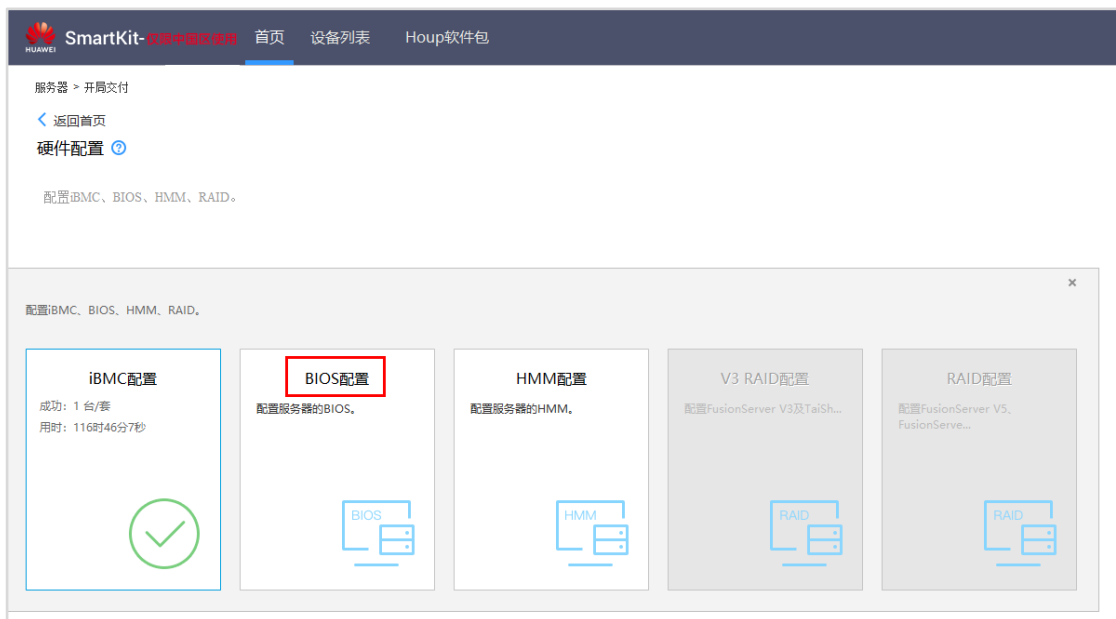 HUAWEI SmartKit-仅限中国区使用 首页 设备列表 Houp软件包
服务器 > 开局交付
返回首页
硬件配置 ?
配置iBMC、BIOS、HMM、RAID。
×
配置iBMC、BIOS、HMM、RAID。
iBMC配置
成功：1 台/套
用时：116时46分7秒
BIOS配置
配置服务器的BIOS。
BIOS
HMM配置
配置服务器的HMM。
HMM
V3 RAID配置
配置FusionServer V3及TaiSh...
RAID
RAID配置
配置FusionServer V5、
FusionServe...
RAID